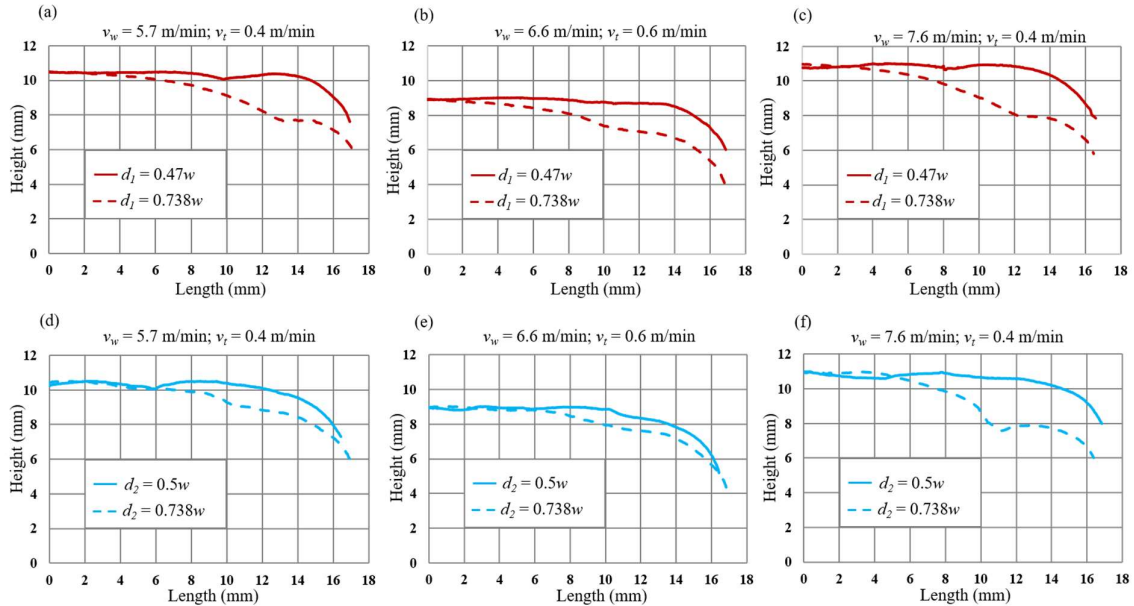 (a)
v_w = 5.7 m/min; v_t = 0.4 m/min
12
10
8
6
4
2
0
Height (mm)
d_1 = 0.47w
d_1 = 0.738w
0 2 4 6 8 10 12 14 16 18
Length (mm)
(b)
v_w = 6.6 m/min; v_t = 0.6 m/min
12
10
8
6
4
2
0
Height (mm)
d_1 = 0.47w
d_1 = 0.738w
0 2 4 6 8 10 12 14 16 18
Length (mm)
(c)
v_w = 7.6 m/min; v_t = 0.4 m/min
12
10
8
6
4
2
0
Height (mm)
d_1 = 0.47w
d_1 = 0.738w
0 2 4 6 8 10 12 14 16 18
Length (mm)
(d)
v_w = 5.7 m/min; v_t = 0.4 m/min
12
10
8
6
4
2
0
Height (mm)
d_2 = 0.5w
d_2 = 0.738w
0 2 4 6 8 10 12 14 16 18
Length (mm)
(e)
v_w = 6.6 m/min; v_t = 0.6 m/min
12
10
8
6
4
2
0
Height (mm)
d_2 = 0.5w
d_2 = 0.738w
0 2 4 6 8 10 12 14 16 18
Length (mm)
(f)
v_w = 7.6 m/min; v_t = 0.4 m/min
12
10
8
6
4
2
0
Height (mm)
d_2 = 0.5w
d_2 = 0.738w
0 2 4 6 8 10 12 14 16 18
Length (mm)